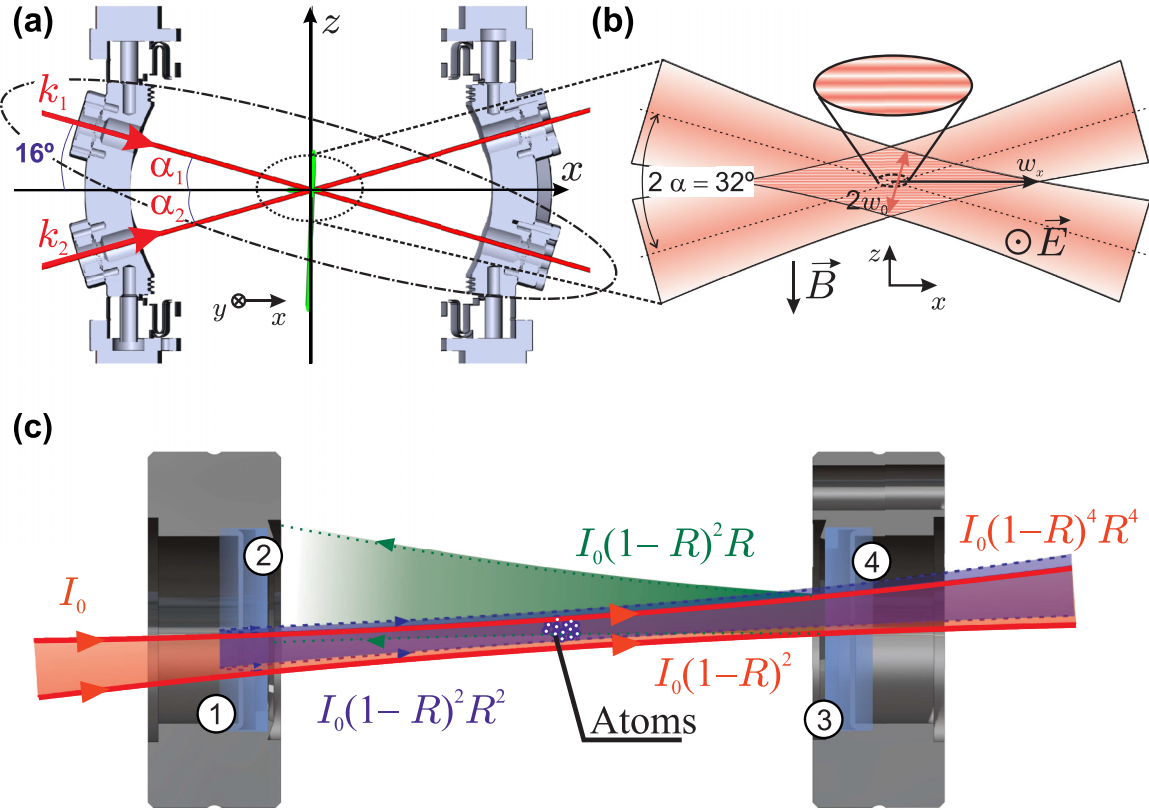 (a)
z
k₁
16º
α₁
α₂
x
k₂
y
x
(b)
2 α = 32º
wₓ
2w₀
E⃗
B⃗
z
x
(c)
I₀
2
1
I₀(1− R)²R
I₀(1−R)⁴R⁴
4
I₀(1− R)²R²
I₀(1−R)²
Atoms
3